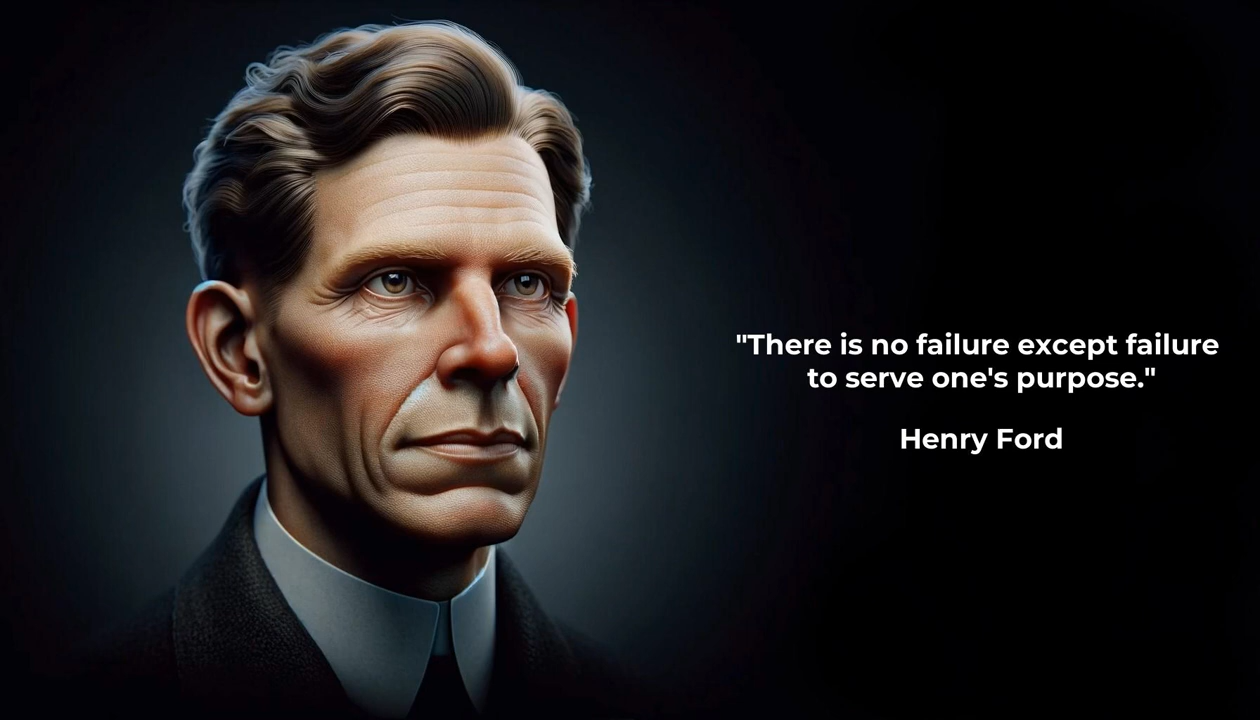 "There is no failure except failure
to serve one's purpose."
Henry Ford